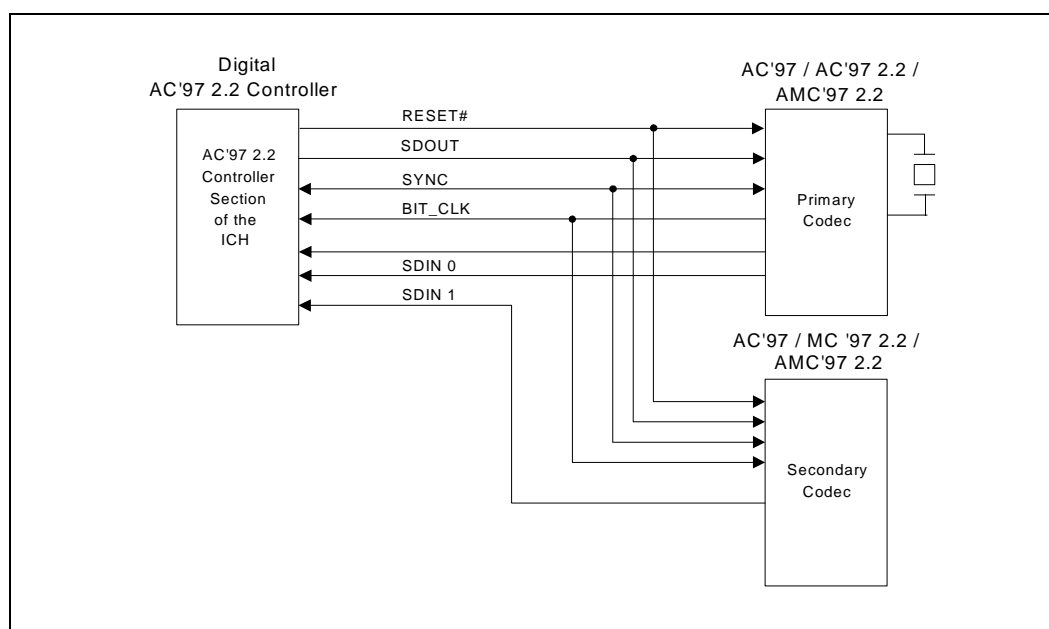 Digital
AC'97 2.2 Controller
AC'97 / AC'97 2.2 /
AMC'97 2.2
RESET#
SDOUT
SYNC
BIT_CLK
SDIN 0
SDIN 1
AC'97 2.2
Controller
Section
of the
ICH
Primary
Codec
AC'97 / MC '97 2.2 /
AMC'97 2.2
Secondary
Codec